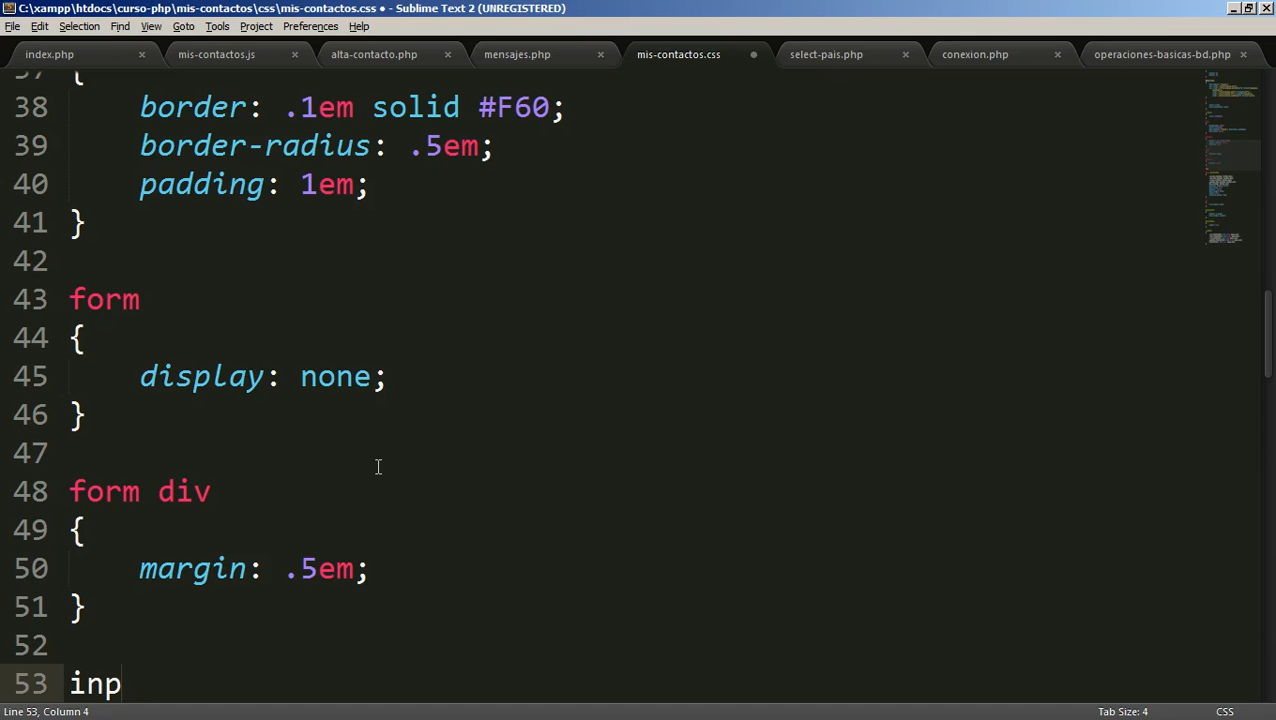 C:\xampp\htdocs\curso-php\mis-contactos\css\mis-contactos.css • - Sublime Text 2 (UNREGISTERED)
File Edit Selection Find View Goto Tools Project Preferences Help
index.php mis-contactos.js alta-contacto.php mensajes.php mis-contactos.css select-pais.php conexion.php operaciones-basicas-bd.php
37 {
38 border: .1em solid #F60;
39 border-radius: .5em;
40 padding: 1em;
41 }
42
43 form
44 {
45 display: none;
46 }
47
48 form div
49 {
50 margin: .5em;
51 }
52
53 inp
Line 53, Column 4 Tab Size: 4 CSS